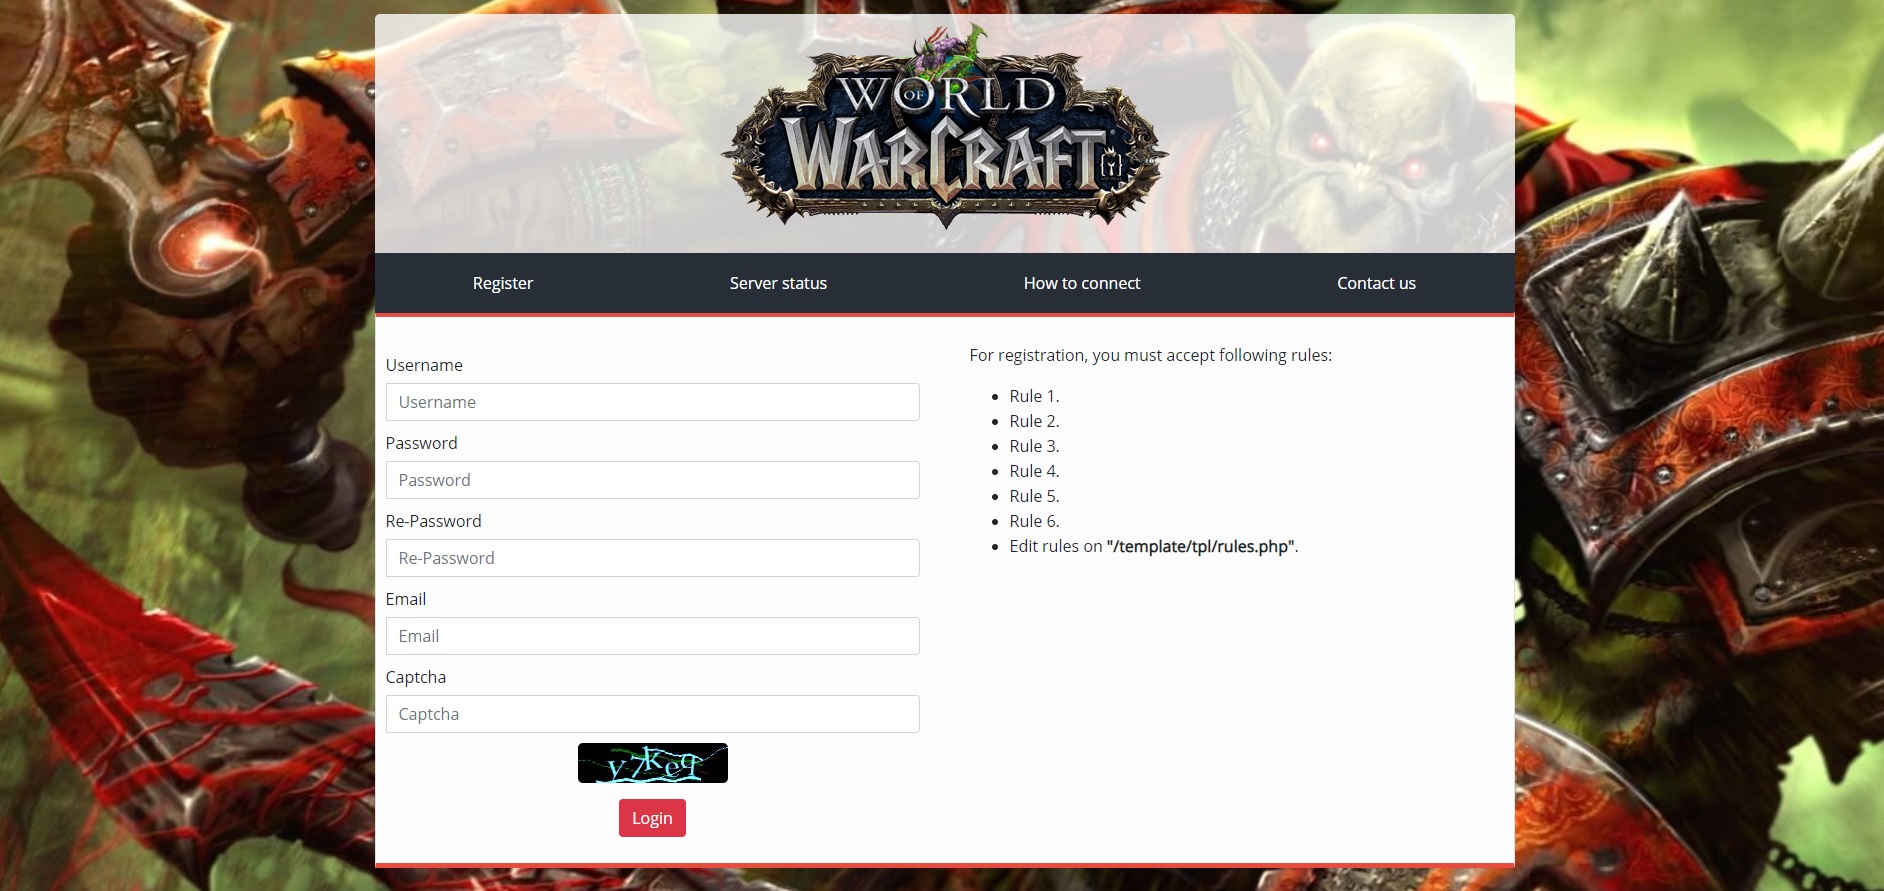 WORLD OF
WARCRAFT
Register
Server status
How to connect
Contact us
Username
Username
Password
Password
Re-Password
Re-Password
Email
Email
Captcha
Captcha
Login
For registration, you must accept following rules:
Rule 1.
Rule 2.
Rule 3.
Rule 4.
Rule 5.
Rule 6.
Edit rules on "/template/tpl/rules.php".